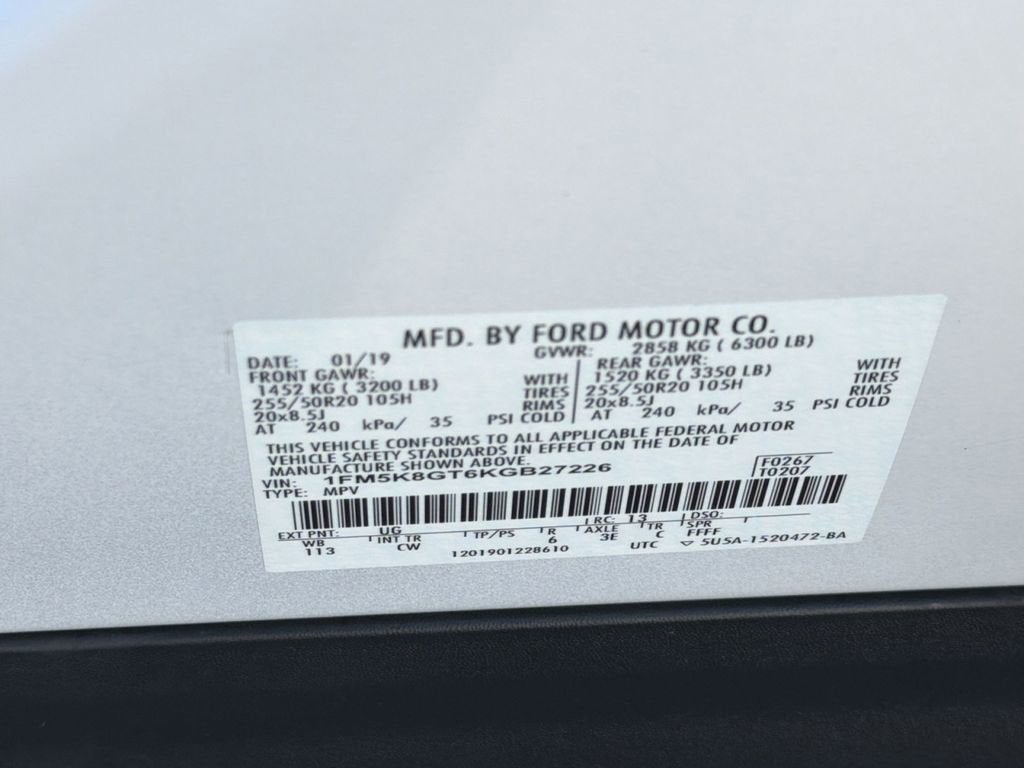 MFD. BY FORD MOTOR CO.
DATE: 01/19 GVWR: 2858 KG ( 6300 LB)
FRONT GAWR: REAR GAWR:
1452 KG ( 3200 LB) WITH 1520 KG ( 3350 LB) WITH
255/50R20 105H TIRES 255/50R20 105H TIRES
20x8.5J RIMS 20x8.5J RIMS
AT 240 kPa/ 35 PSI COLD AT 240 kPa/ 35 PSI COLD
THIS VEHICLE CONFORMS TO ALL APPLICABLE FEDERAL MOTOR
VEHICLE SAFETY STANDARDS IN EFFECT ON THE DATE OF
MANUFACTURE SHOWN ABOVE.
VIN: 1FM5K8GT6KGB27226 F0267
TYPE: MPV T0207
EXT PNT: UG RC: 13 DSO:
WB INT TR TP/PS R AXLE TR SPR
113 CW 6 3E C FFFF
1201901228610 UTC ▽ 5U5A-1520472-BA